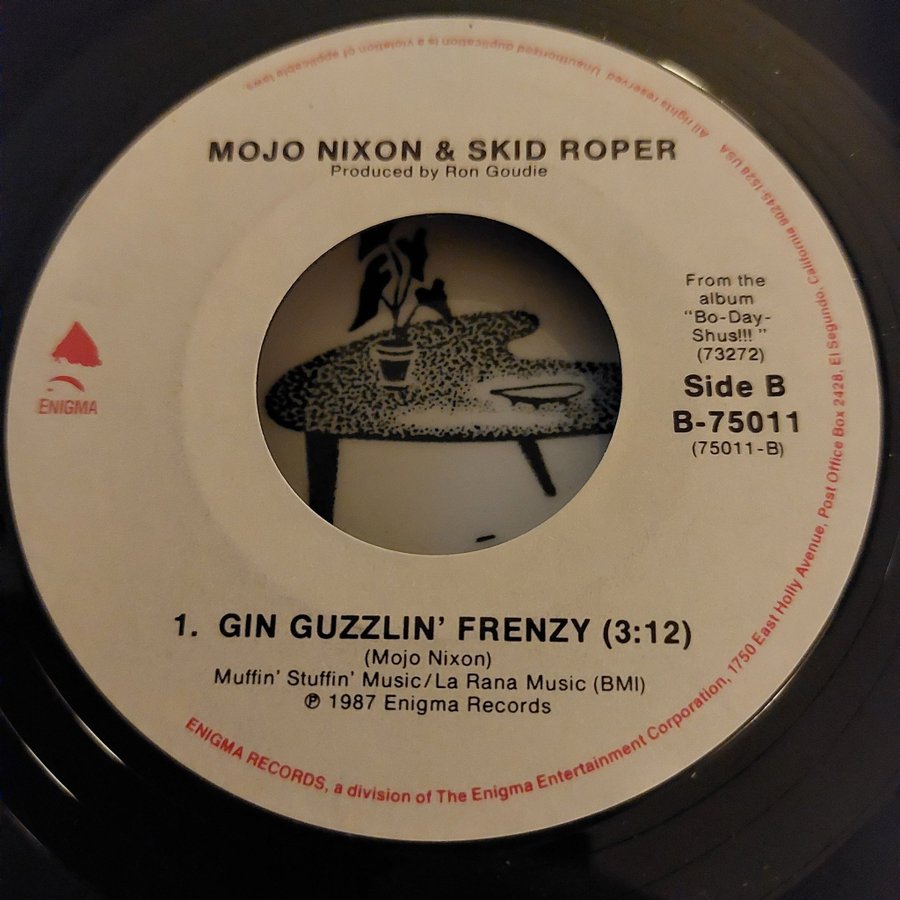 MOJO NIXON & SKID ROPER
Produced by Ron Goudie
From the
album
"Bo-Day-
Shus!!! "
(73272)
Side B
B-75011
(75011-B)
ENIGMA
1. GIN GUZZLIN' FRENZY (3:12)
(Mojo Nixon)
Muffin' Stuffin' Music/La Rana Music (BMI)
℗ 1987 Enigma Records
ENIGMA RECORDS, a division of The Enigma Entertainment Corporation, 1750 East Holly Avenue, Post Office Box 2428, El Segundo, California 90245-1528 USA
All rights reserved. Unauthorized duplication is a violation of applicable laws.